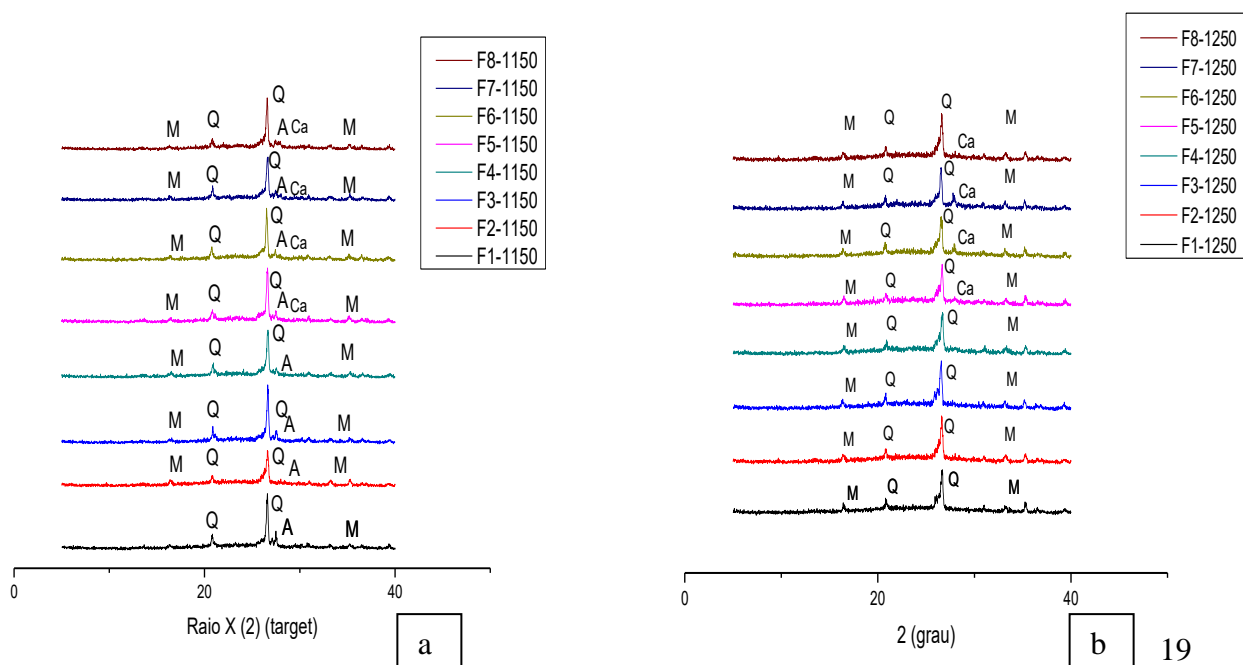 F8-1150
F7-1150
F6-1150
F5-1150
F4-1150
F3-1150
F2-1150
F1-1150
M Q Q A Ca M
M Q Q A Ca M
M Q Q A Ca M
M Q Q A Ca M
M Q Q A M
M Q Q A M
M Q Q A M
Q Q A M
0 20 40
Raio X (2) (target)
a
F8-1250
F7-1250
F6-1250
F5-1250
F4-1250
F3-1250
F2-1250
F1-1250
M Q Q Ca M
M Q Q Ca M
M Q Q Ca M
M Q Q Ca M
M Q Q M
M Q Q M
M Q Q M
M Q Q M
0 20 40
2 (grau)
b 19